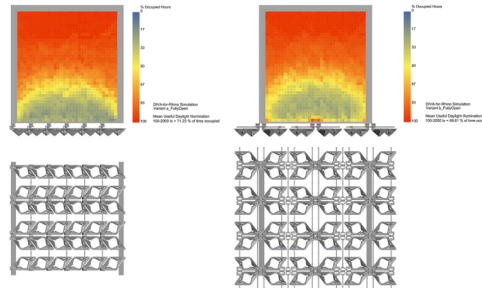 % Occupied Hours
0
17
33
50
67
83
100
DIVA-for-Rhino Simulation
Variant a_FullyOpen
Mean Useful Daylight Illumination
100-2000 lx = 71.23 % of time occupied
% Occupied Hours
0
17
33
50
67
83
100
DIVA-for-Rhino Simulation
Variant b_FullyOpen
Mean Useful Daylight Illumination
100-2000 lx = 69.61 % of time occupied